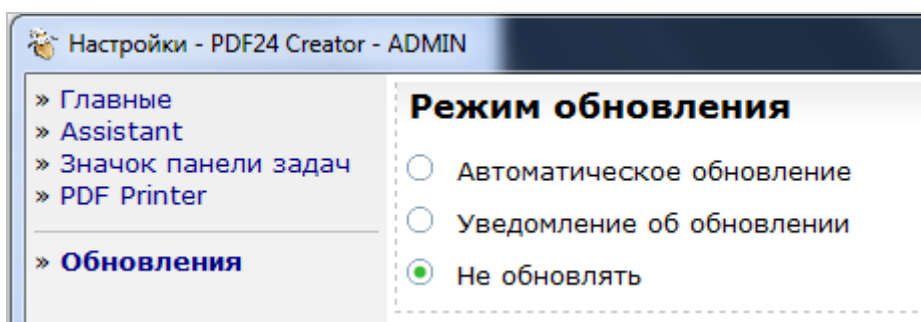 Настройки - PDF24 Creator - ADMIN
» Главные
» Assistant
» Значок панели задач
» PDF Printer
» Обновления
Режим обновления
Автоматическое обновление
Уведомление об обновлении
Не обновлять